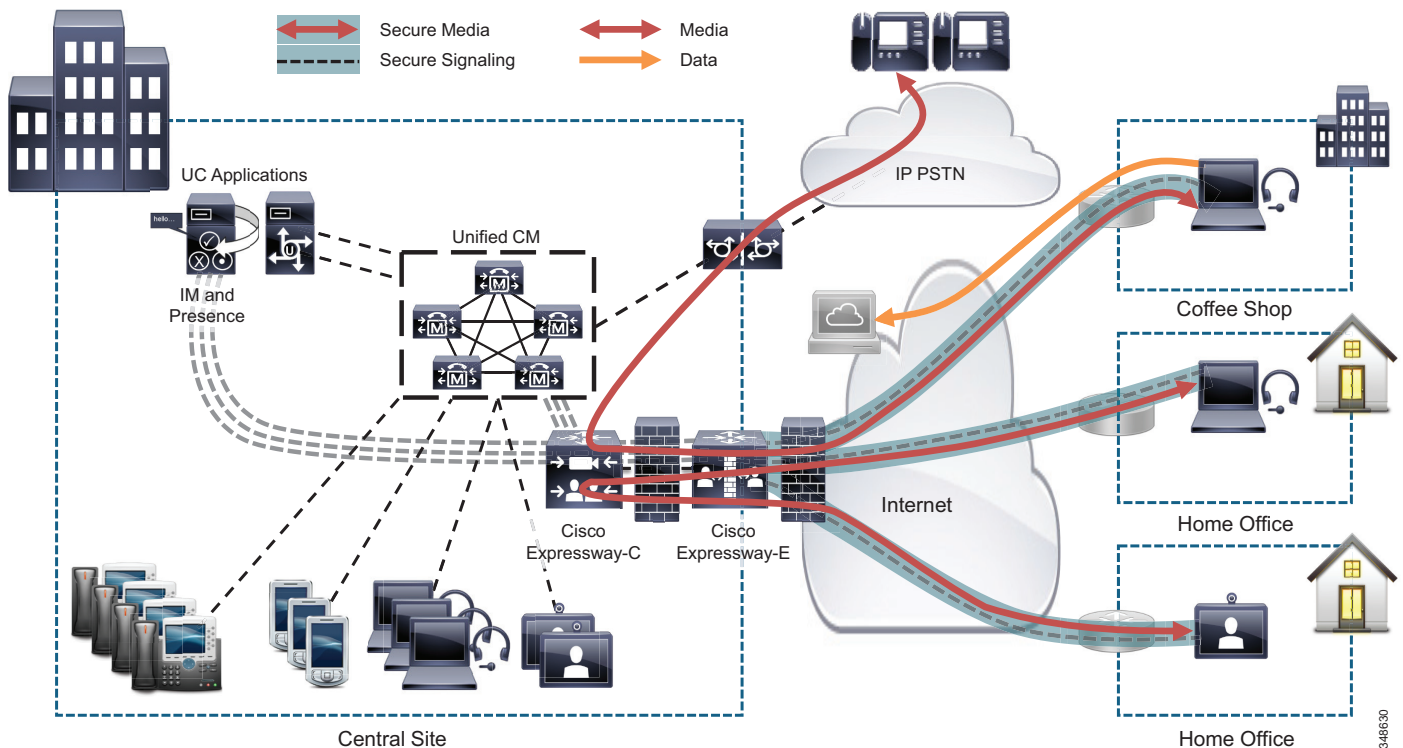 Secure Media
Secure Signaling
Media
Data
UC Applications
hello...
U
IM and
Presence
Unified CM
M
M
M
M
M
IP PSTN
Coffee Shop
Internet
Home Office
Cisco
Expressway-C
Cisco
Expressway-E
Central Site
Home Office
348630